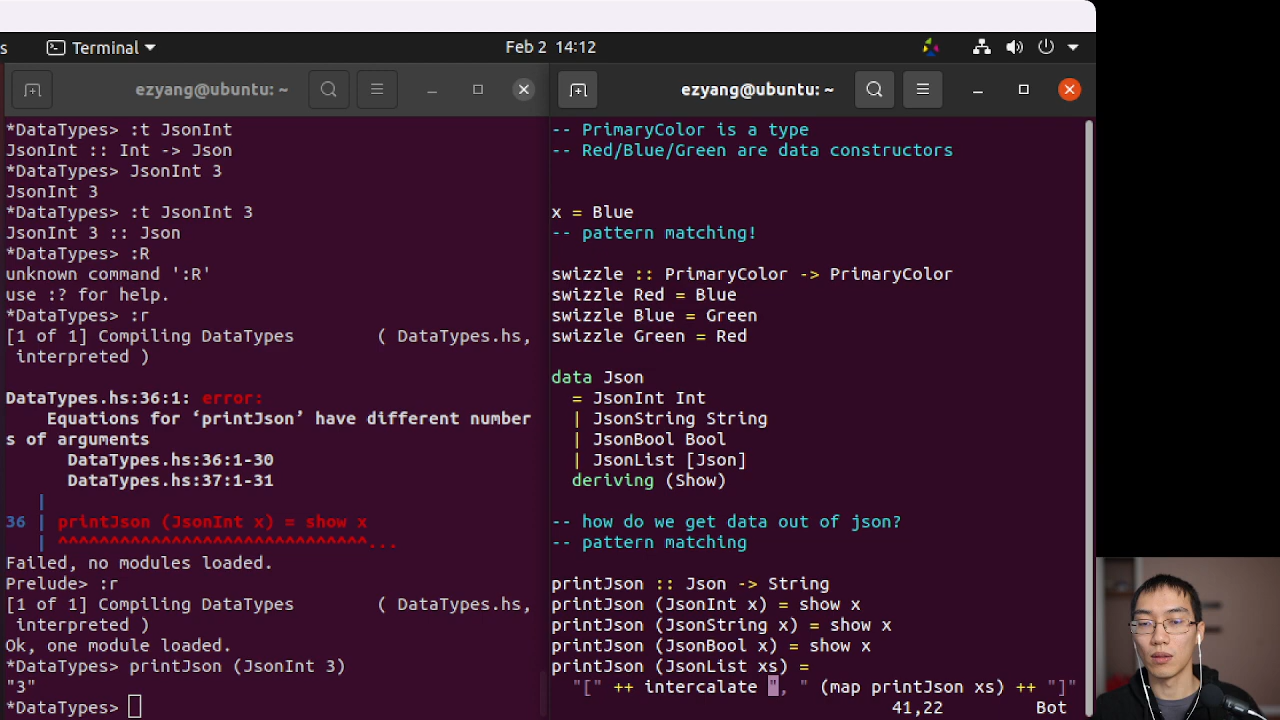 s Terminal Feb 2 14:12
ezyang@ubuntu: ~
*DataTypes> :t JsonInt
JsonInt :: Int -> Json
*DataTypes> JsonInt 3
JsonInt 3
*DataTypes> :t JsonInt 3
JsonInt 3 :: Json
*DataTypes> :R
unknown command ':R'
use :? for help.
*DataTypes> :r
[1 of 1] Compiling DataTypes        ( DataTypes.hs,
 interpreted )
DataTypes.hs:36:1: error:
    Equations for ‘printJson’ have different number
s of arguments
      DataTypes.hs:36:1-30
      DataTypes.hs:37:1-31
   |
36 | printJson (JsonInt x) = show x
   | ^^^^^^^^^^^^^^^^^^^^^^^^^^^^^^...
Failed, no modules loaded.
Prelude> :r
[1 of 1] Compiling DataTypes        ( DataTypes.hs,
 interpreted )
Ok, one module loaded.
*DataTypes> printJson (JsonInt 3)
"3"
*DataTypes>
ezyang@ubuntu: ~
-- PrimaryColor is a type
-- Red/Blue/Green are data constructors
x = Blue
-- pattern matching!
swizzle :: PrimaryColor -> PrimaryColor
swizzle Red = Blue
swizzle Blue = Green
swizzle Green = Red
data Json
  = JsonInt Int
  | JsonString String
  | JsonBool Bool
  | JsonList [Json]
  deriving (Show)
-- how do we get data out of json?
-- pattern matching
printJson :: Json -> String
printJson (JsonInt x) = show x
printJson (JsonString x) = show x
printJson (JsonBool x) = show x
printJson (JsonList xs) =
  "[" ++ intercalate ", " (map printJson xs) ++ "]"
41,22 Bot